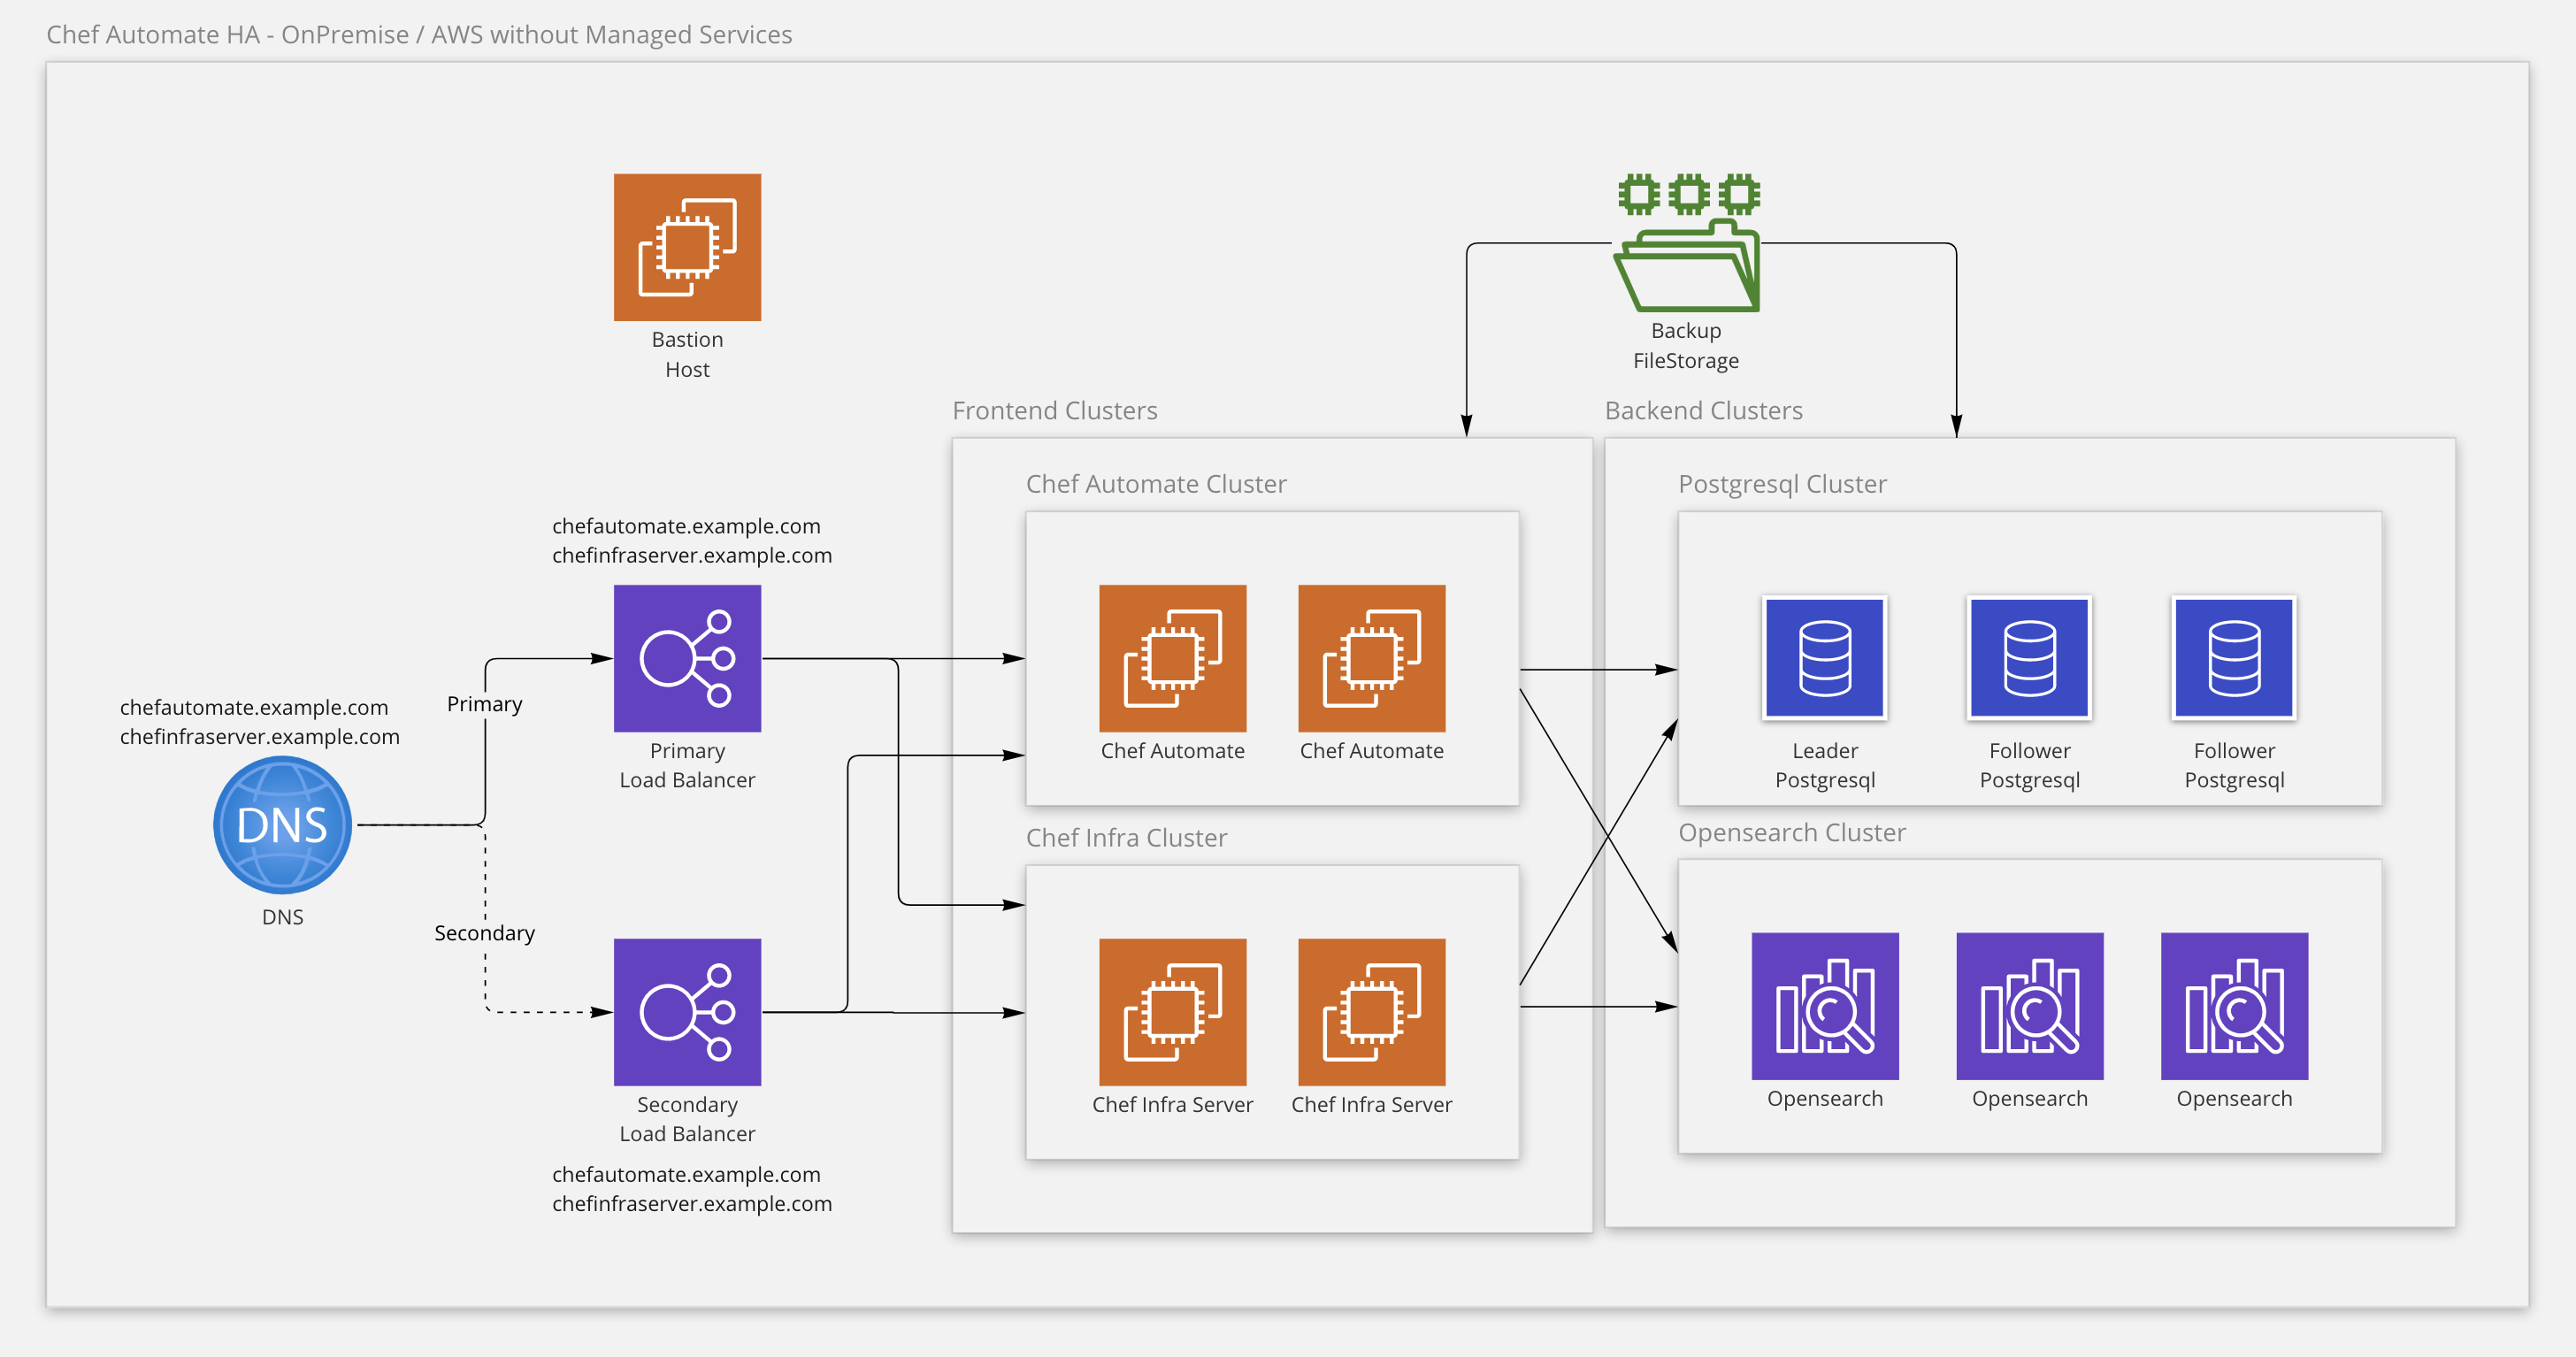 Chef Automate HA - OnPremise / AWS without Managed Services
Bastion
Host
Backup
FileStorage
Frontend Clusters
Backend Clusters
Chef Automate Cluster
Postgresql Cluster
chefautomate.example.com
chefinfraserver.example.com
Primary
Load Balancer
Chef Automate
Chef Automate
Leader
Postgresql
Follower
Postgresql
Follower
Postgresql
Primary
chefautomate.example.com
chefinfraserver.example.com
DNS
DNS
Secondary
Chef Infra Cluster
Opensearch Cluster
Secondary
Load Balancer
Chef Infra Server
Chef Infra Server
Opensearch
Opensearch
Opensearch
chefautomate.example.com
chefinfraserver.example.com